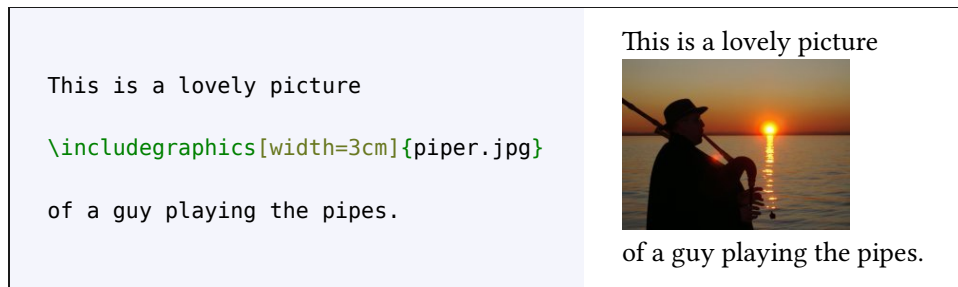 This is a lovely picture
\includegraphics[width=3cm]{piper.jpg}
of a guy playing the pipes.
This is a lovely picture
of a guy playing the pipes.